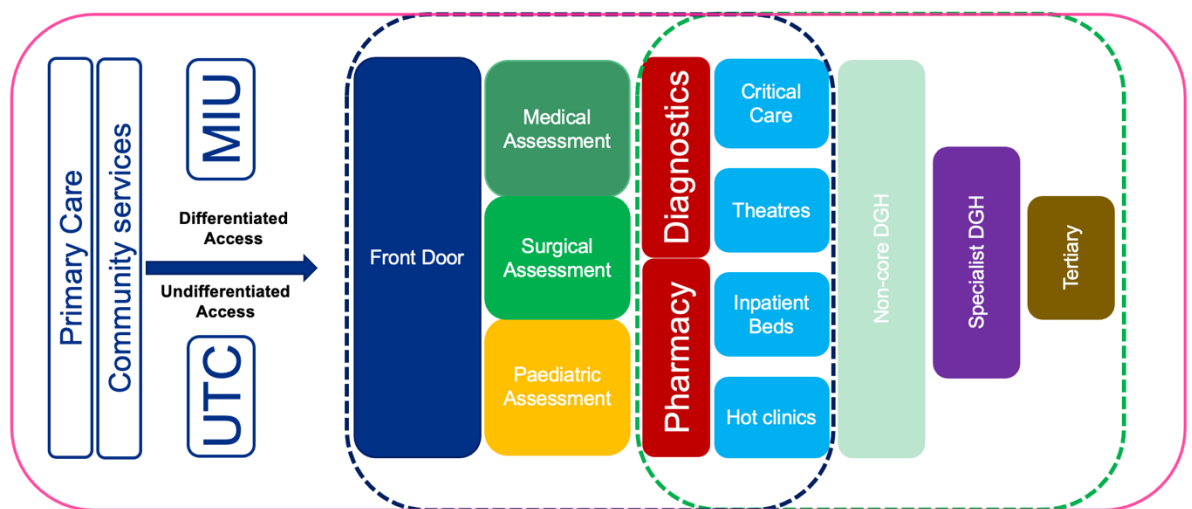 Primary Care
Community services
MIU
Differentiated
Access
Undifferentiated
Access
UTC
Front Door
Medical
Assessment
Surgical
Assessment
Paediatric
Assessment
Diagnostics
Pharmacy
Critical
Care
Theatres
Inpatient
Beds
Hot clinics
Non-core DGH
Specialist DGH
Tertiary